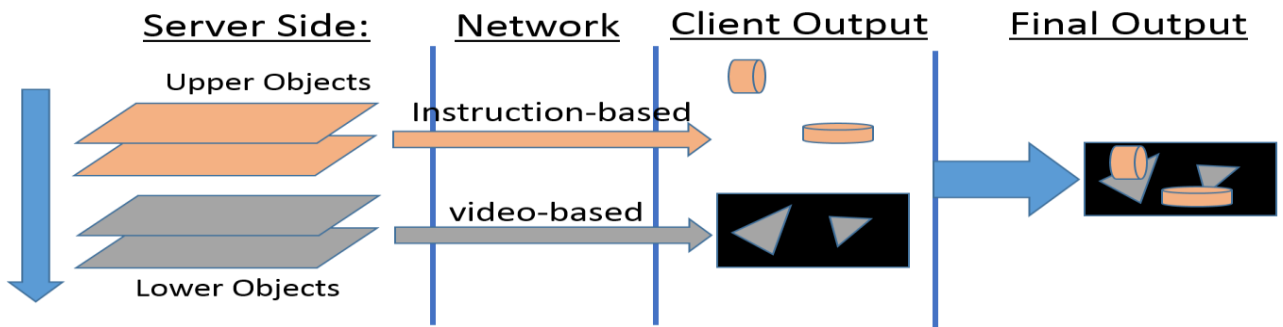 Server Side:
Network
Client Output
Final Output
Upper Objects
Instruction-based
video-based
Lower Objects